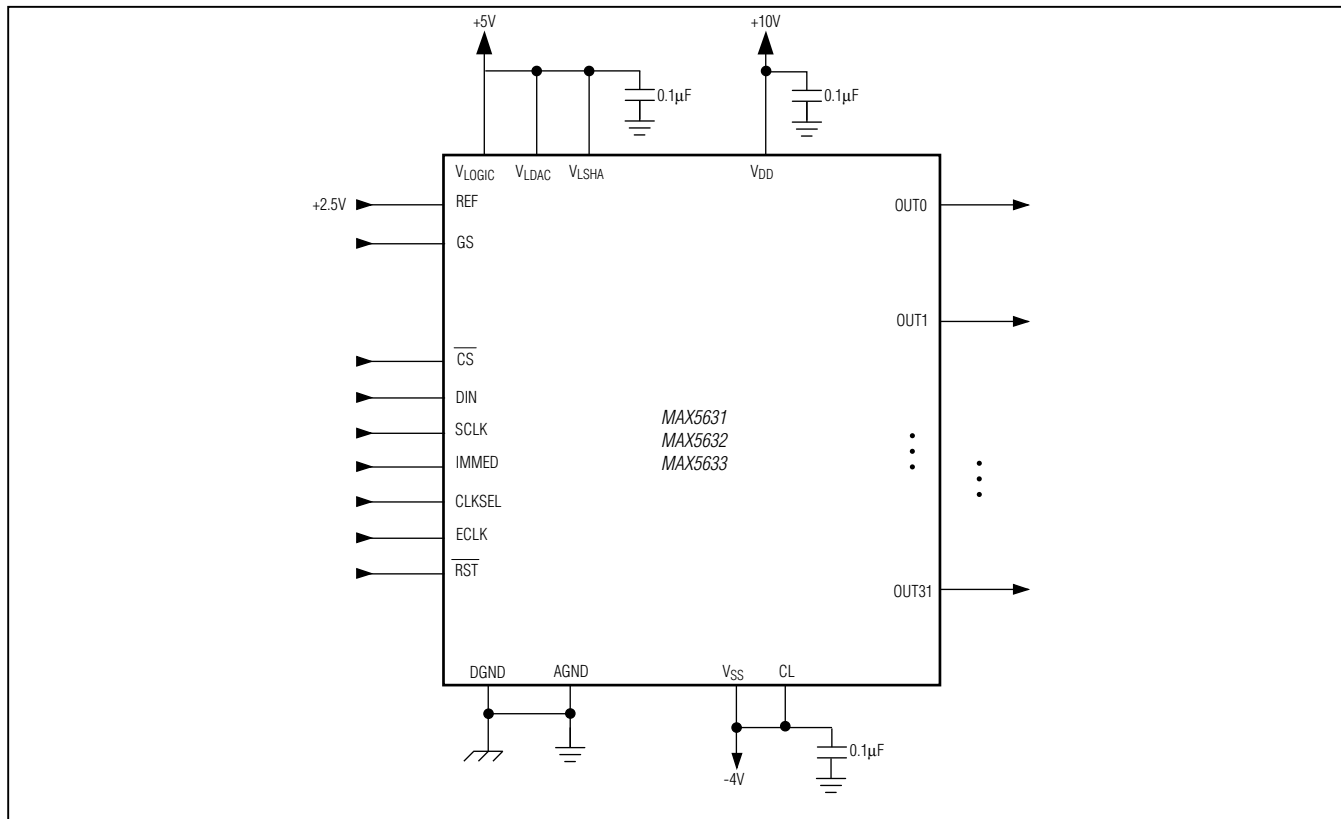 +5V
+10V
0.1µF
0.1µF
VLOGIC
VLDAC
VLSHA
VDD
+2.5V
REF
OUT0
GS
OUT1
CS
DIN
SCLK
IMMED
CLKSEL
ECLK
RST
MAX5631
MAX5632
MAX5633
OUT31
DGND
AGND
VSS
CL
0.1µF
-4V